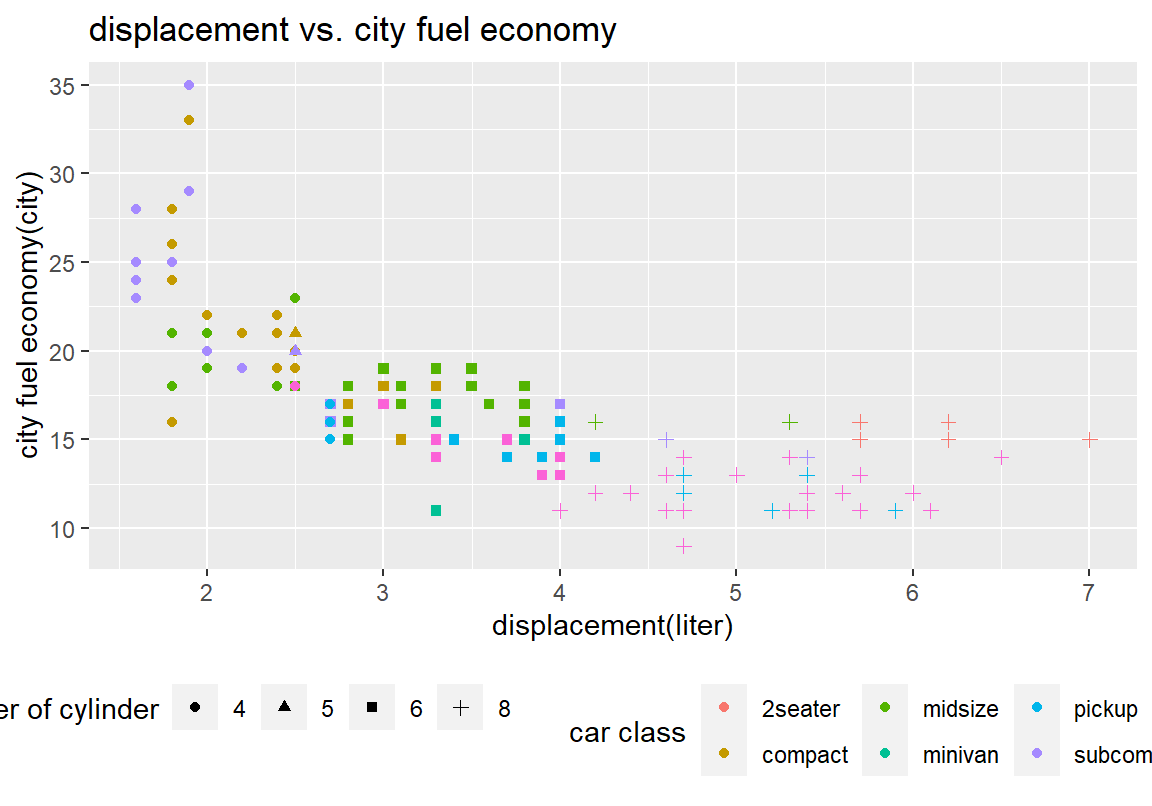 displacement vs. city fuel economy
city fuel economy(city)
35
30
25
20
15
10
2 3 4 5 6 7
displacement(liter)
er of cylinder 4 5 6 8
car class
2seater midsize pickup
compact minivan subcom